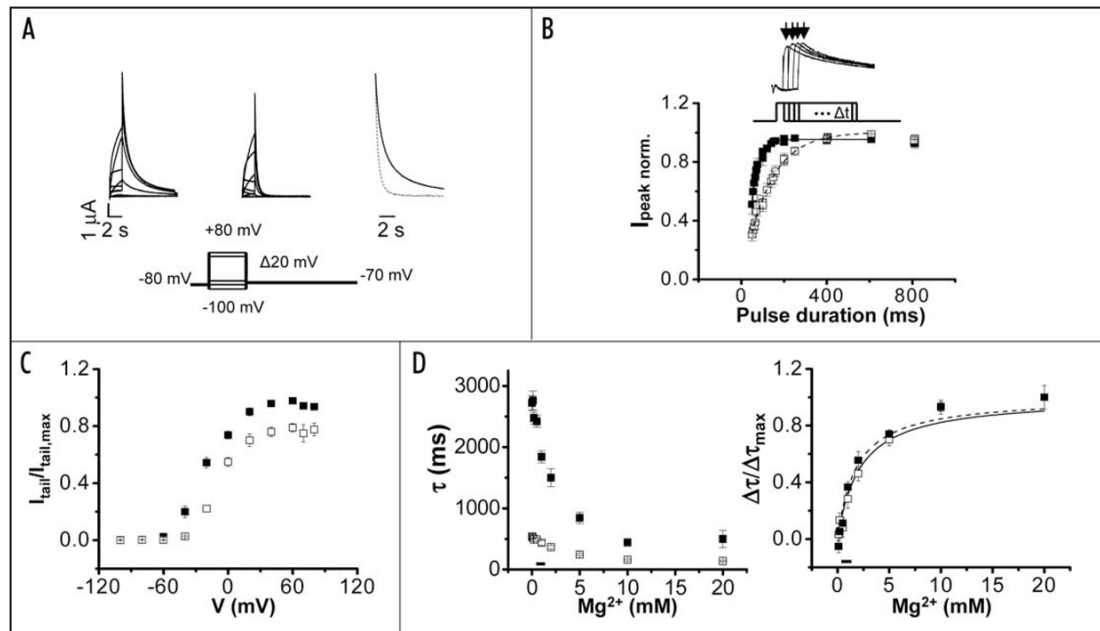 A
1 μA
2 s
2 s
+80 mV
Δ20 mV
-80 mV
-70 mV
-100 mV
B
··· Δt
1.2
0.8
0.4
0.0
I peak norm.
0 400 800
Pulse duration (ms)
C
1.2
0.8
0.4
0.0
Itail/Itail,max
-120 -60 0 60 120
V (mV)
D
3000
2000
1000
0
τ (ms)
0 5 10 15 20
Mg2+ (mM)
1.2
0.8
0.4
0.0
Δτ/Δτmax
0 5 10 15 20
Mg2+ (mM)